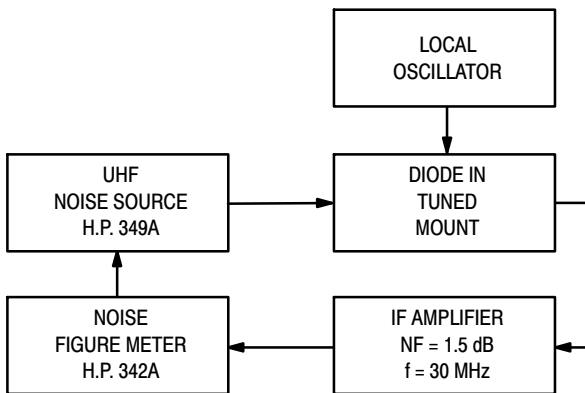 LOCAL
OSCILLATOR
UHF
NOISE SOURCE
H.P. 349A
DIODE IN
TUNED
MOUNT
NOISE
FIGURE METER
H.P. 342A
IF AMPLIFIER
NF = 1.5 dB
f = 30 MHz